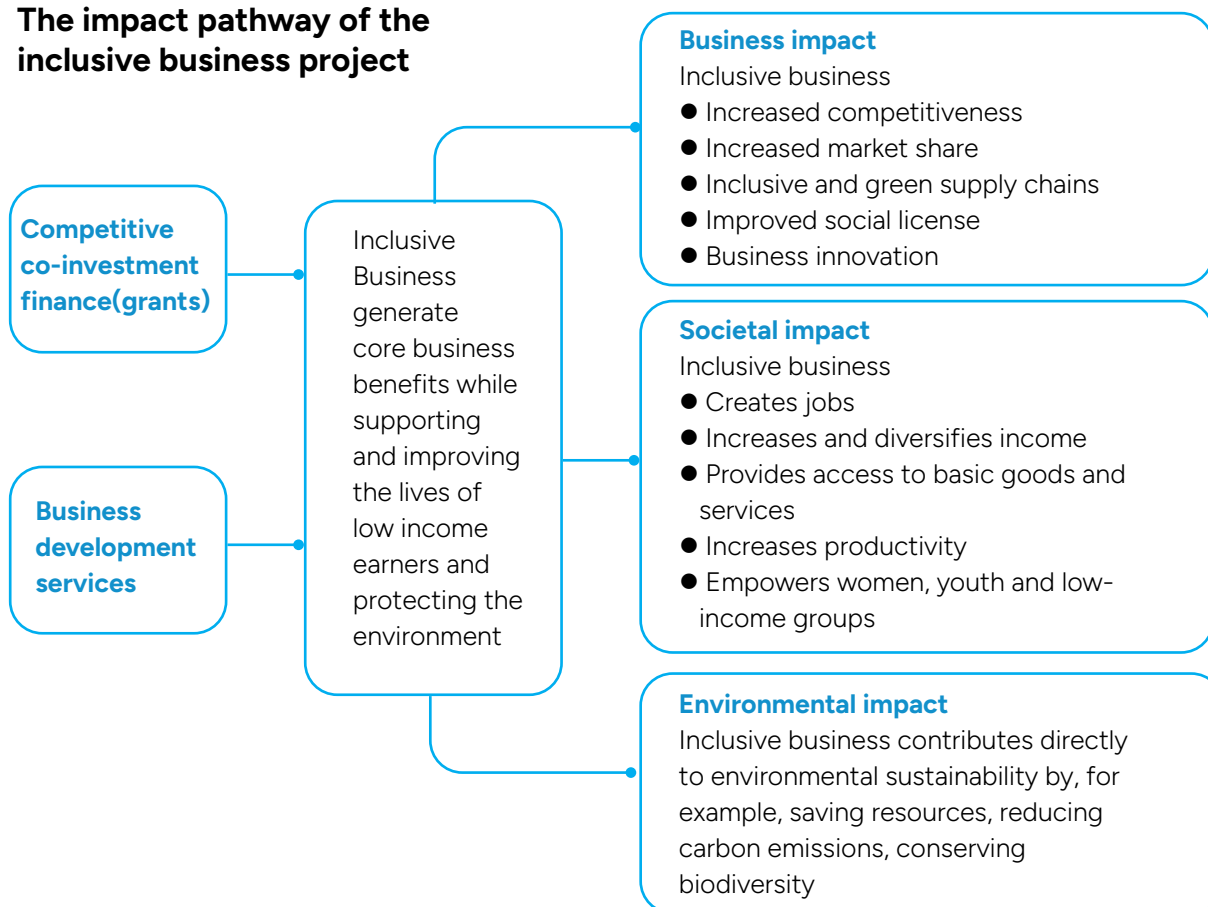 The impact pathway of the
inclusive business project
Competitive
co-investment
finance(grants)
Business
development
services
Inclusive
Business
generate
core business
benefits while
supporting
and improving
the lives of
low income
earners and
protecting the
environment
Business impact
Inclusive business
● Increased competitiveness
● Increased market share
● Inclusive and green supply chains
● Improved social license
● Business innovation
Societal impact
Inclusive business
● Creates jobs
● Increases and diversifies income
● Provides access to basic goods and
services
● Increases productivity
● Empowers women, youth and low-
income groups
Environmental impact
Inclusive business contributes directly
to environmental sustainability by, for
example, saving resources, reducing
carbon emissions, conserving
biodiversity